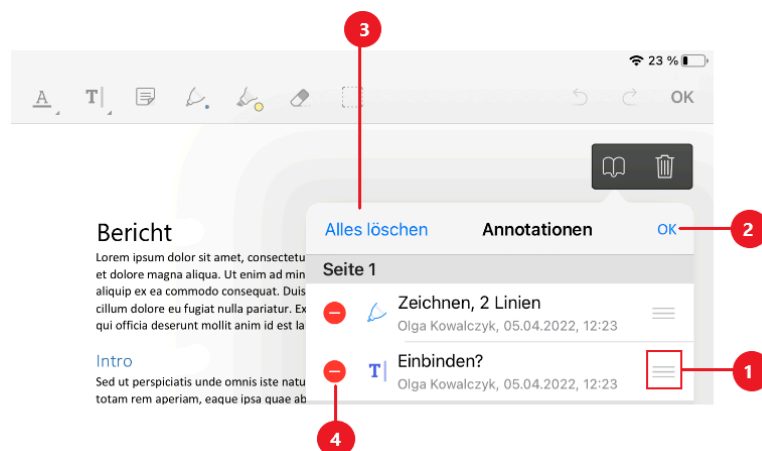 3
23 %
A T
OK
Alles löschen Annotationen OK
2
Bericht
Lorem ipsum dolor sit amet, consectetu
et dolore magna aliqua. Ut enim ad min
aliquip ex ea commodo consequat. Duis
cillum dolore eu fugiat nulla pariatur. Ex
qui officia deserunt mollit anim id est la
Intro
Sed ut perspiciatis unde omnis iste natu
totam rem aperiam, eaque ipsa quae ab
Seite 1
Zeichnen, 2 Linien
Olga Kowalczyk, 05.04.2022, 12:23
T Einbinden?
Olga Kowalczyk, 05.04.2022, 12:23
1
4